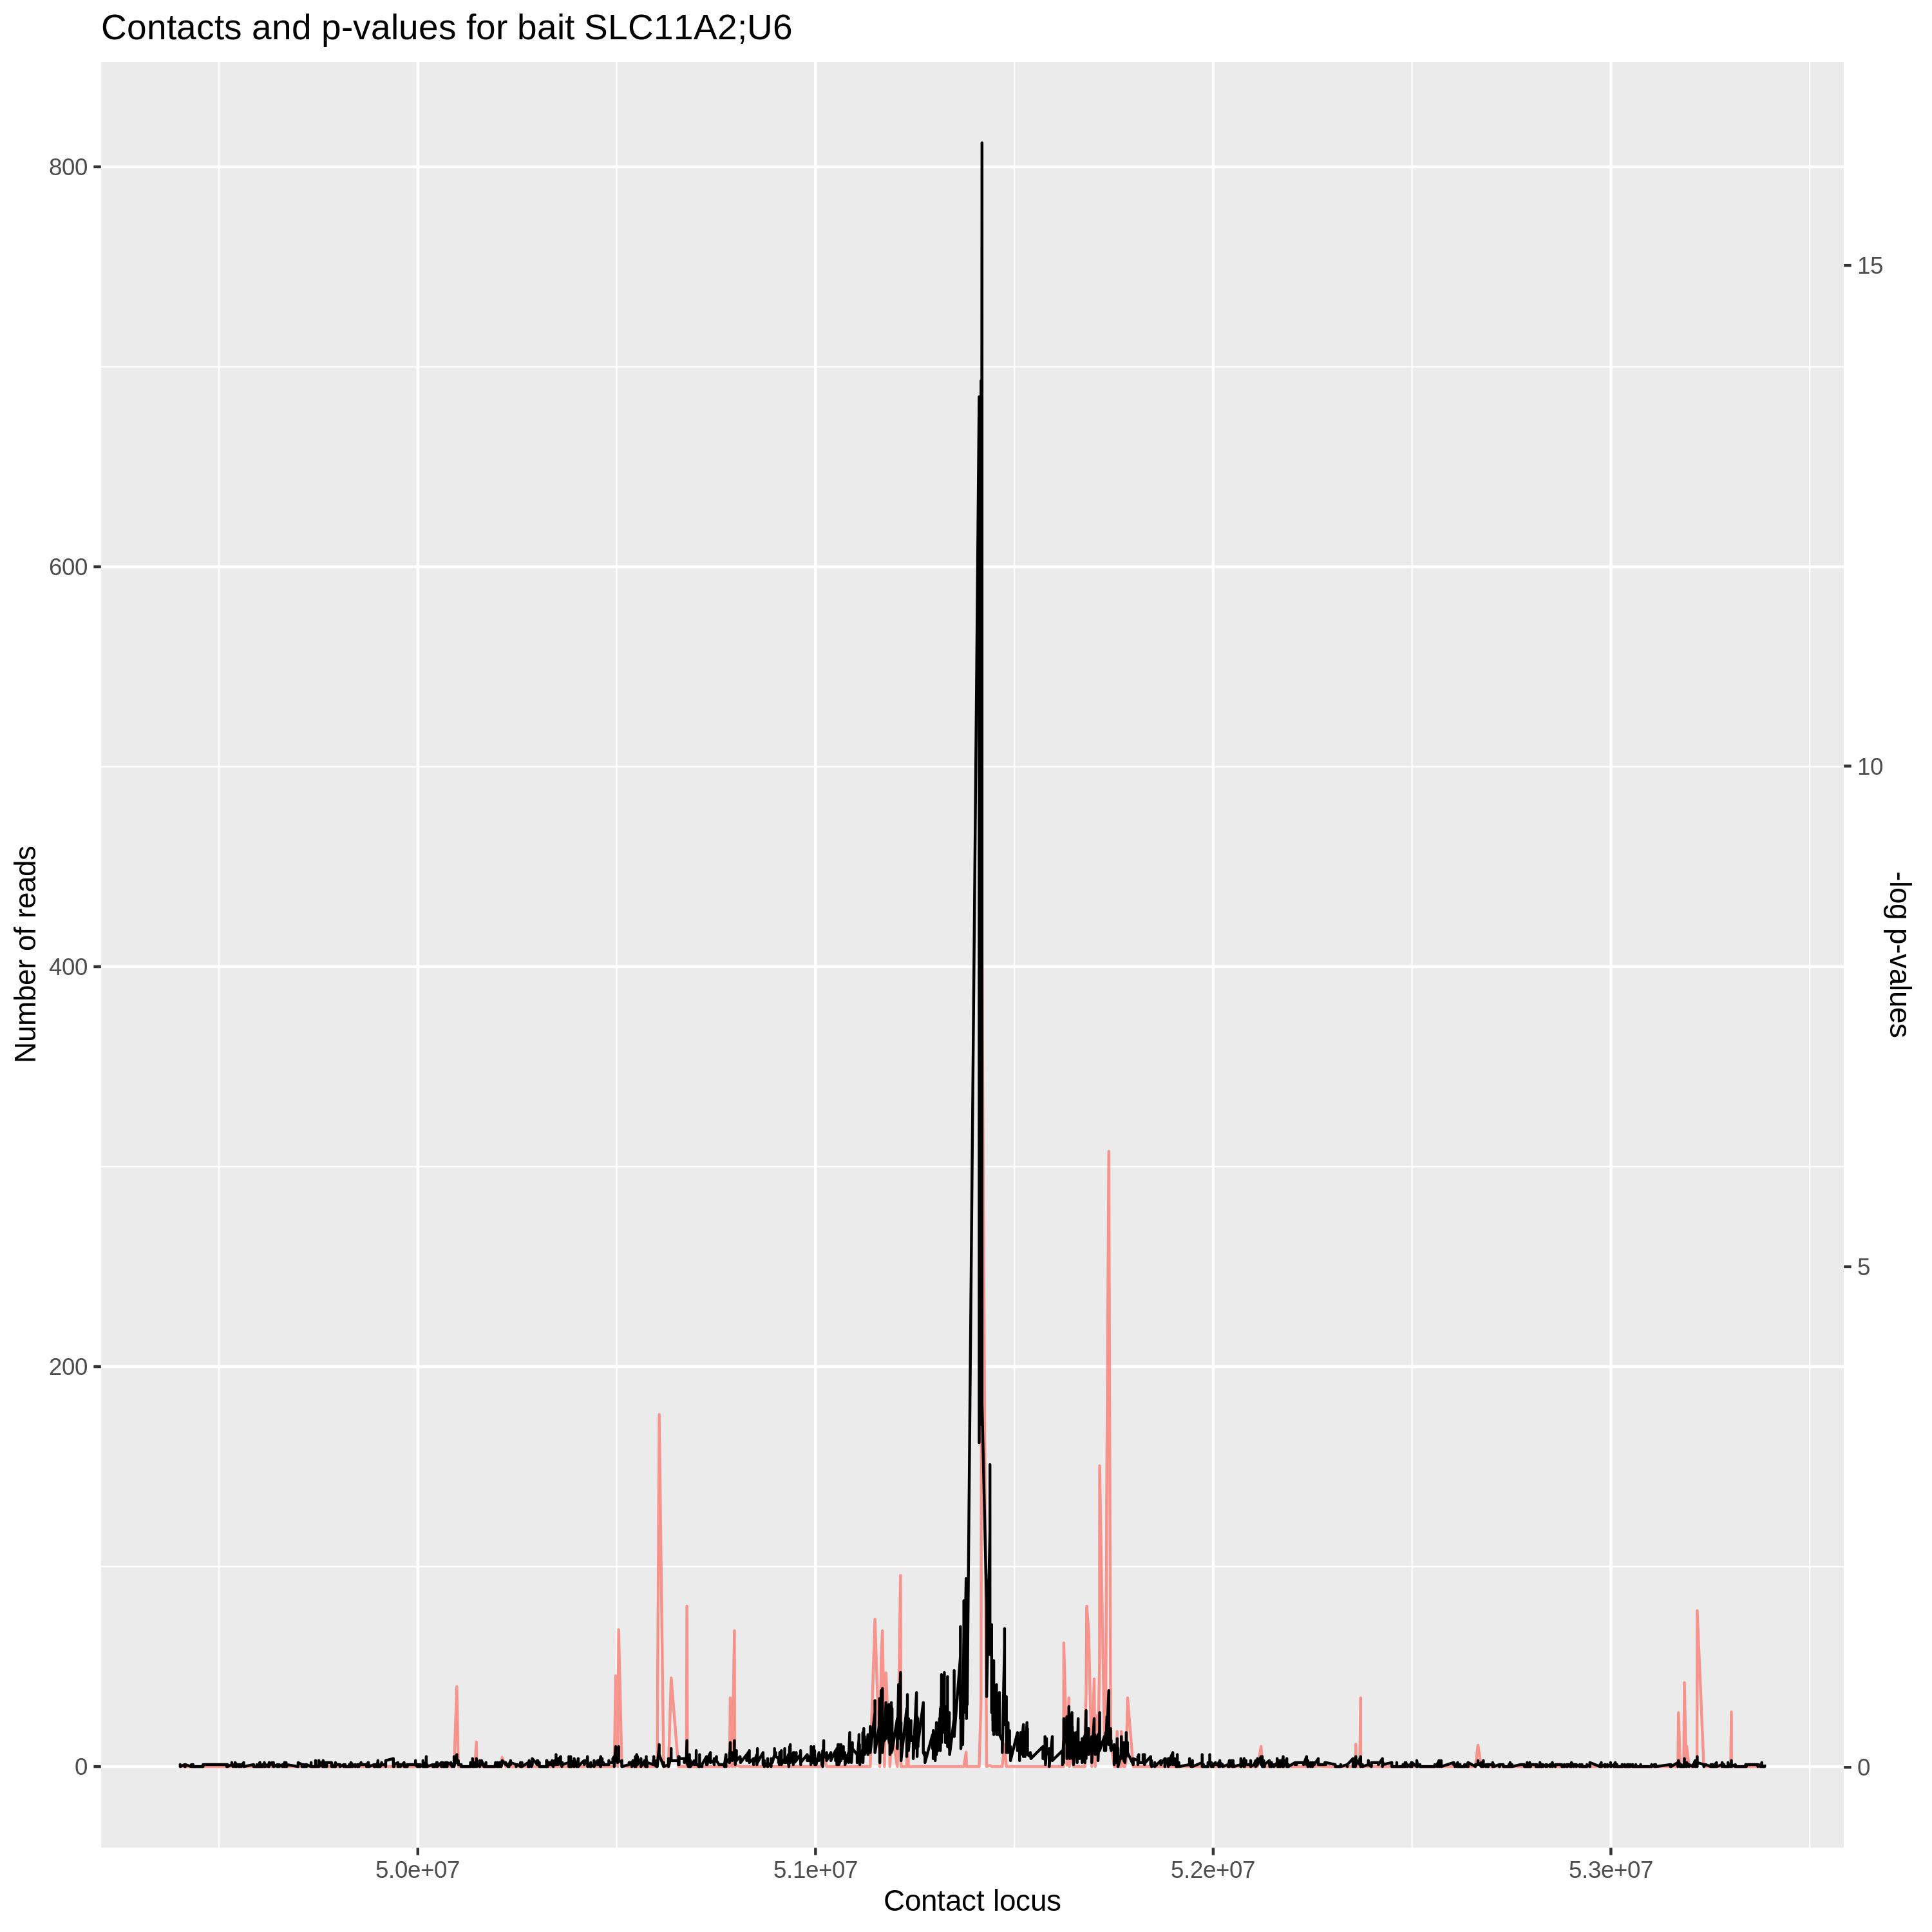 Contacts and p-values for bait SLC11A2;U6
800
600
400
200
0
Number of reads
15
10
5
0
-log p-values
5.0e+07
5.1e+07
5.2e+07
5.3e+07
Contact locus